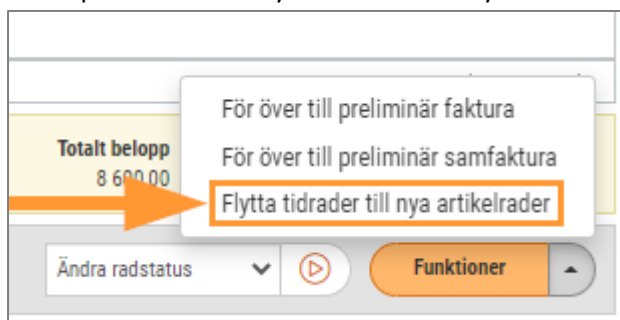 För över till preliminär faktura
Totalt belopp
För över till preliminär samfaktura
8 600,00
Flytta tidrader till nya artikelrader
Ändra radstatus
Funktioner